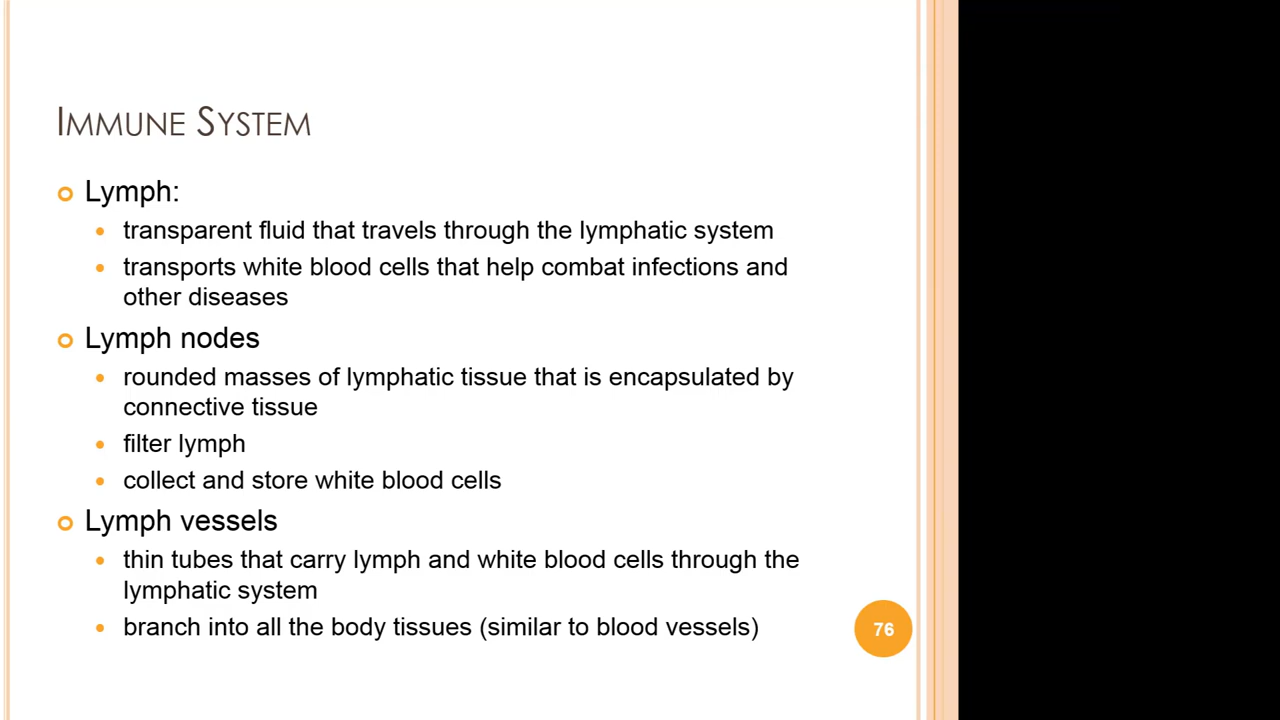 Immune System
Lymph:
transparent fluid that travels through the lymphatic system
transports white blood cells that help combat infections and
other diseases
Lymph nodes
rounded masses of lymphatic tissue that is encapsulated by
connective tissue
filter lymph
collect and store white blood cells
Lymph vessels
thin tubes that carry lymph and white blood cells through the
lymphatic system
branch into all the body tissues (similar to blood vessels)
76